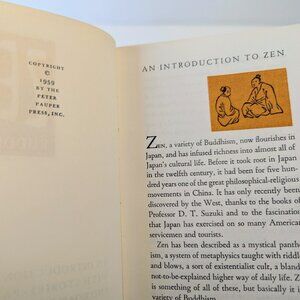 COPYRIGHT
©
1959
BY THE
PETER
PAUPER
PRESS, INC.
AN INTRODUCTION TO ZEN
ZEN, a variety of Buddhism, now flourishes in
Japan, and has infused richness into almost all of
Japan's cultural life. Before it took root in Japan
in the twelfth century, it had been for five hun-
dred years one of the great philosophical-religious
movements in China. It has only recently been
discovered by the West, thanks to the books of
Professor D. T. Suzuki and to the fascination
that Japan has exercised on so many American
servicemen and tourists.
Zen has been described as a mystical panthe-
ism, a system of metaphysics taught with riddles
and blows, a sort of existentialist cult, a bland
not-to-be-explained higher way of daily life. Zen
is something of all of these, but basically it is a
variety of Buddhism